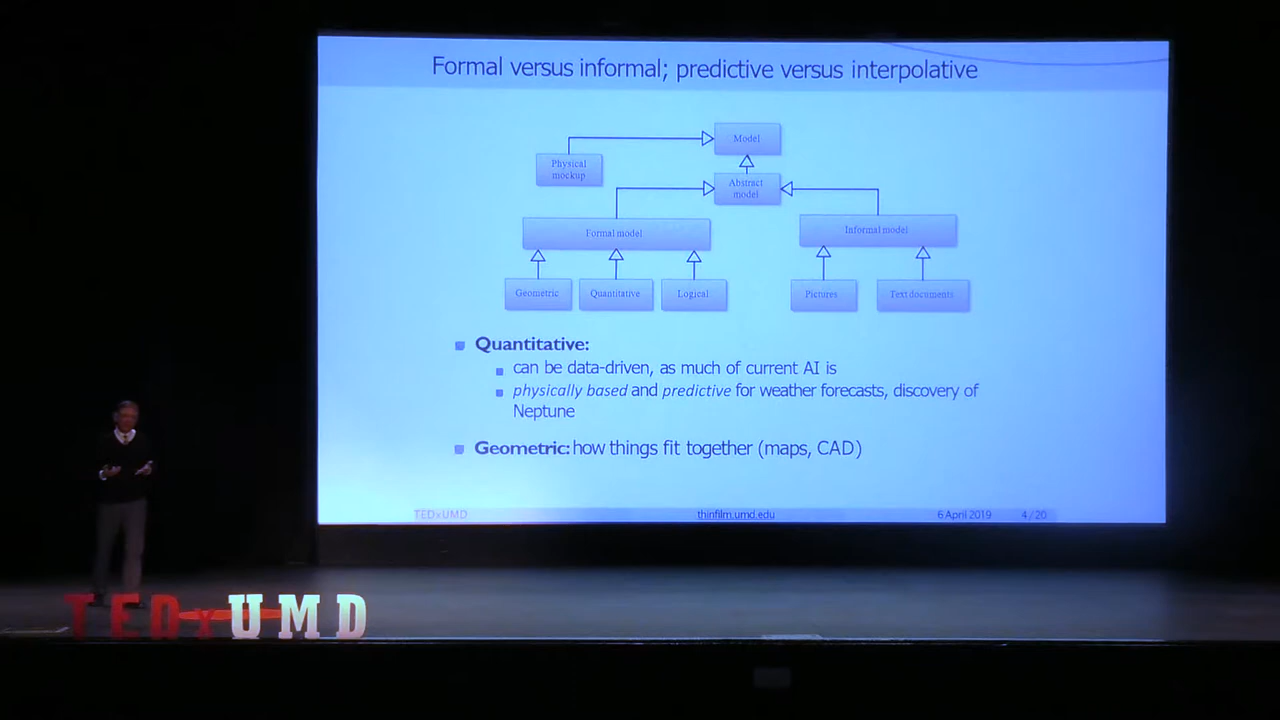 Formal versus informal; predictive versus interpolative
Model
Physical
mockup
Abstract
model
Formal model
Informal model
Geometric
Quantitative
Logical
Pictures
Text documents
Quantitative:
can be data-driven, as much of current AI is
physically based and predictive for weather forecasts, discovery of
Neptune
Geometric: how things fit together (maps, CAD)
TEDxUMD
thinfilm.umd.edu
6 April 2019
4 / 20
TEDxUMD